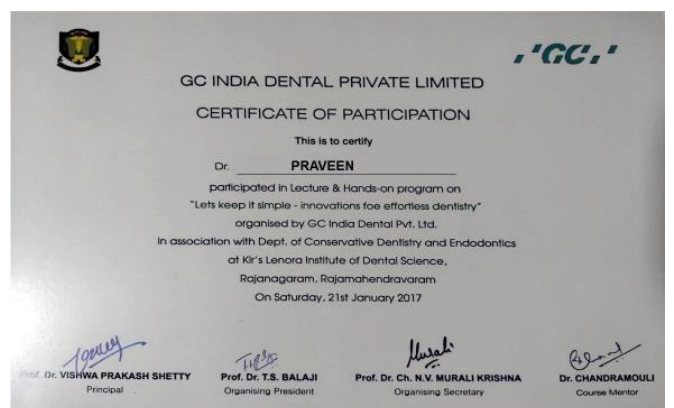 'GC,'
GC INDIA DENTAL PRIVATE LIMITED
CERTIFICATE OF PARTICIPATION
This is to certify
Dr. PRAVEEN
participated in Lecture & Hands-on program on
"Lets keep it simple - innovations foe effortless dentistry"
organised by GC India Dental Pvt. Ltd.
In association with Dept. of Conservative Dentistry and Endodontics
at Klr's Lenora Institute of Dental Science,
Rajanagaram, Rajamahendravaram
On Saturday, 21st January 2017
Murali
Prof. Dr. VISHWA PRAKASH SHETTY Prof. Dr. T.S. BALAJI Prof. Dr. Ch. N.V. MURALI KRISHNA Dr. CHANDRAMOULI
Principal Organising President Organising Secretary Course Mentor